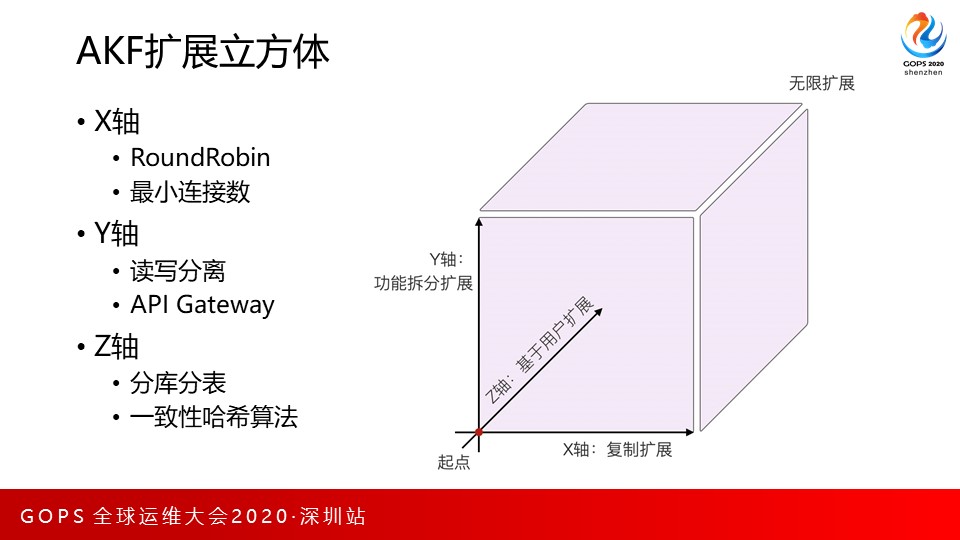 AKF扩展立方体
GOPS 2020
shenzhen
无限扩展
• X轴
• RoundRobin
• 最小连接数
• Y轴
• 读写分离
• API Gateway
• Z轴
• 分库分表
• 一致性哈希算法
Y轴：
功能拆分扩展
Z轴：基于用户扩展
X轴：复制扩展
起点
GOPS 全球运维大会2020·深圳站